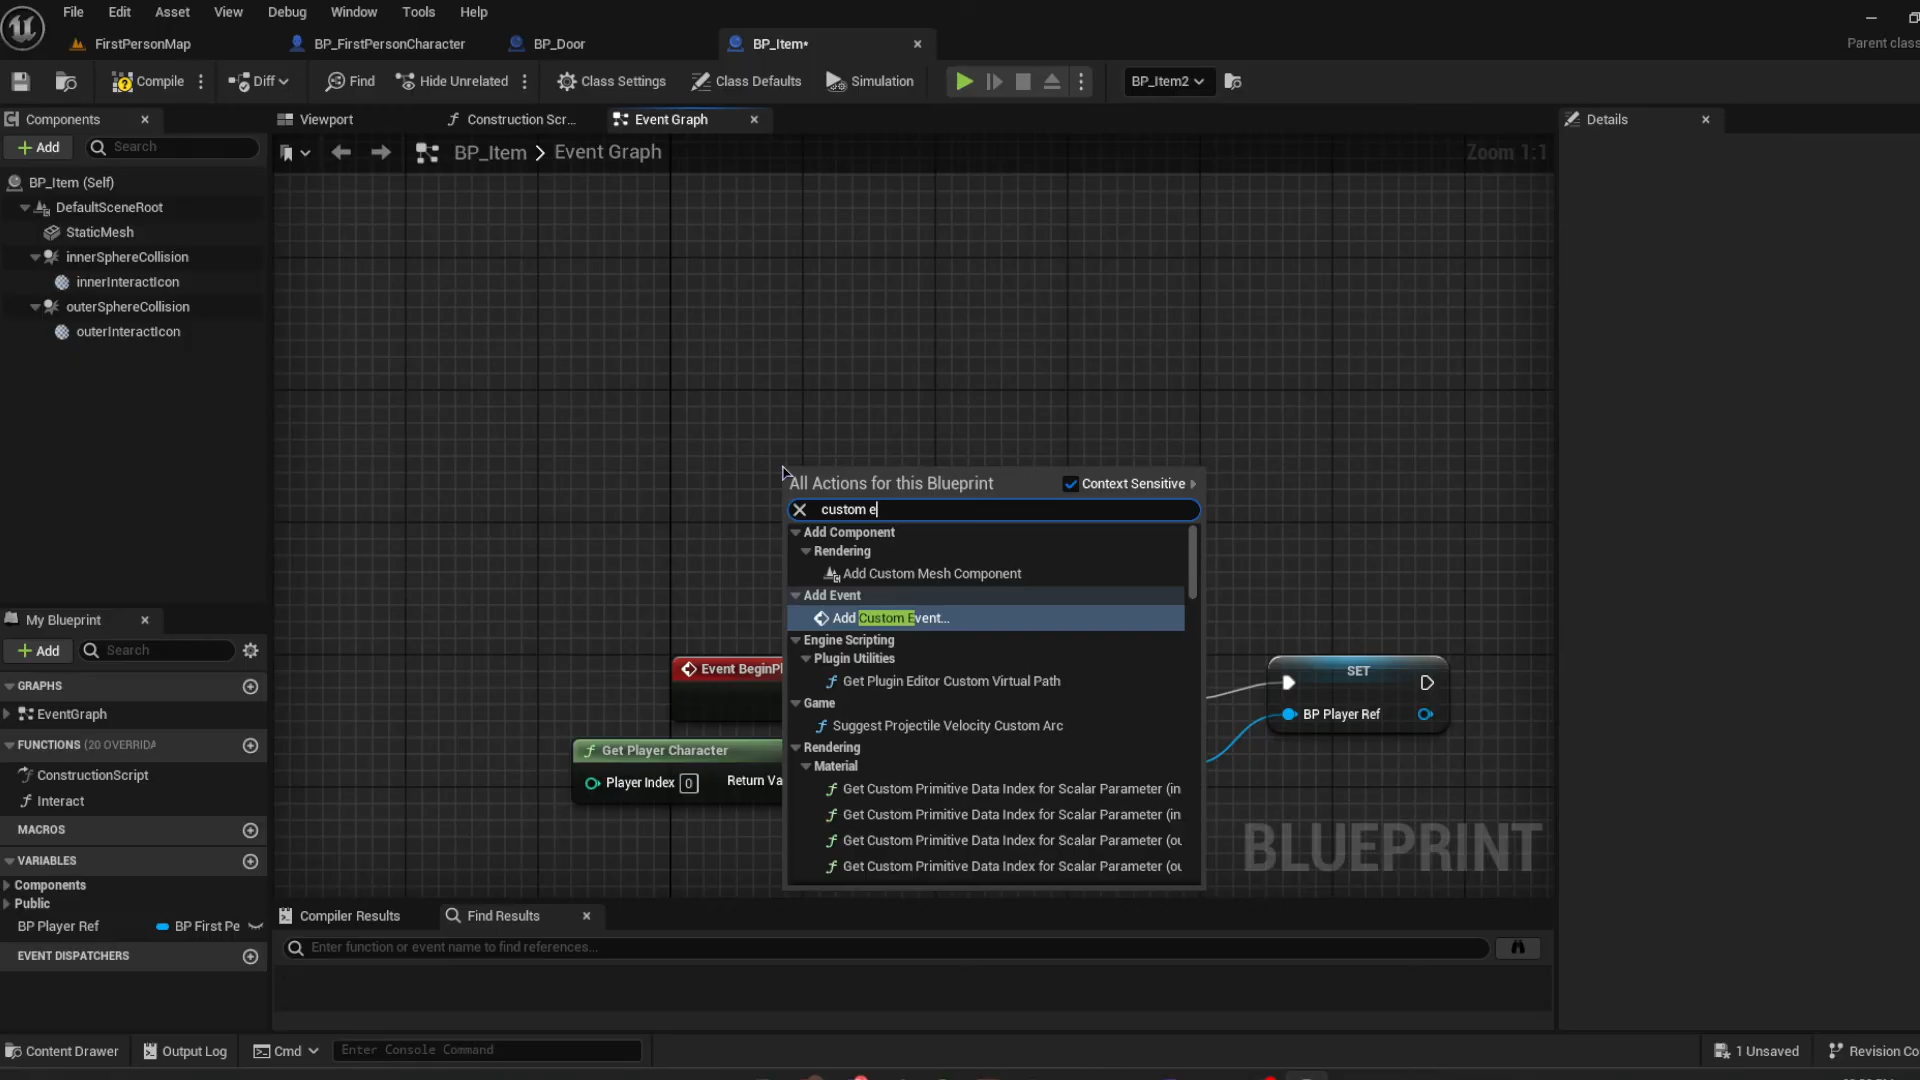 File Edit Asset View Debug Window Tools Help
FirstPersonMap BP_FirstPersonCharacter BP_Door BP_Item* Parent class
Compile Diff Find Hide Unrelated Class Settings Class Defaults Simulation BP_Item2
Components Viewport Construction Scr... Event Graph Details
Add Search BP_Item Event Graph Zoom 1:1
BP_Item (Self)
DefaultSceneRoot
StaticMesh
innerSphereCollision
innerInteractIcon
outerSphereCollision
outerInteractIcon
All Actions for this Blueprint Context Sensitive
custom e
Add Component
Rendering
Add Custom Mesh Component
Add Event
Add Custom Event...
Engine Scripting
Plugin Utilities
Get Plugin Editor Custom Virtual Path
Game
Suggest Projectile Velocity Custom Arc
Rendering
Material
Get Custom Primitive Data Index for Scalar Parameter (in
Get Custom Primitive Data Index for Scalar Parameter (in
Get Custom Primitive Data Index for Scalar Parameter (ou
Get Custom Primitive Data Index for Scalar Parameter (ou
Event BeginPl
Get Player Character
Player Index 0 Return Va
SET
BP Player Ref
BLUEPRINT
My Blueprint
Add Search
GRAPHS
EventGraph
FUNCTIONS (20 OVERRIDA
ConstructionScript
Interact
MACROS
VARIABLES
Components
Public
BP Player Ref BP First Pe
EVENT DISPATCHERS
Compiler Results Find Results
Enter function or event name to find references...
Content Drawer Output Log Cmd Enter Console Command 1 Unsaved Revision Co